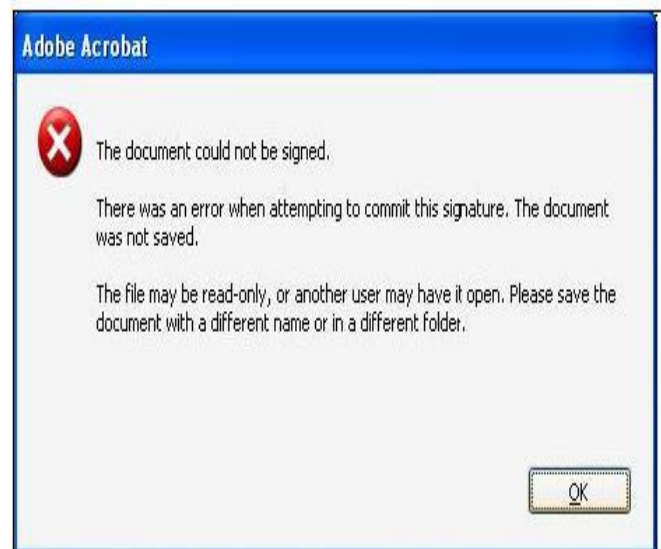 Adobe Acrobat
The document could not be signed.
There was an error when attempting to commit this signature. The document
was not saved.
The file may be read-only, or another user may have it open. Please save the
document with a different name or in a different folder.
OK